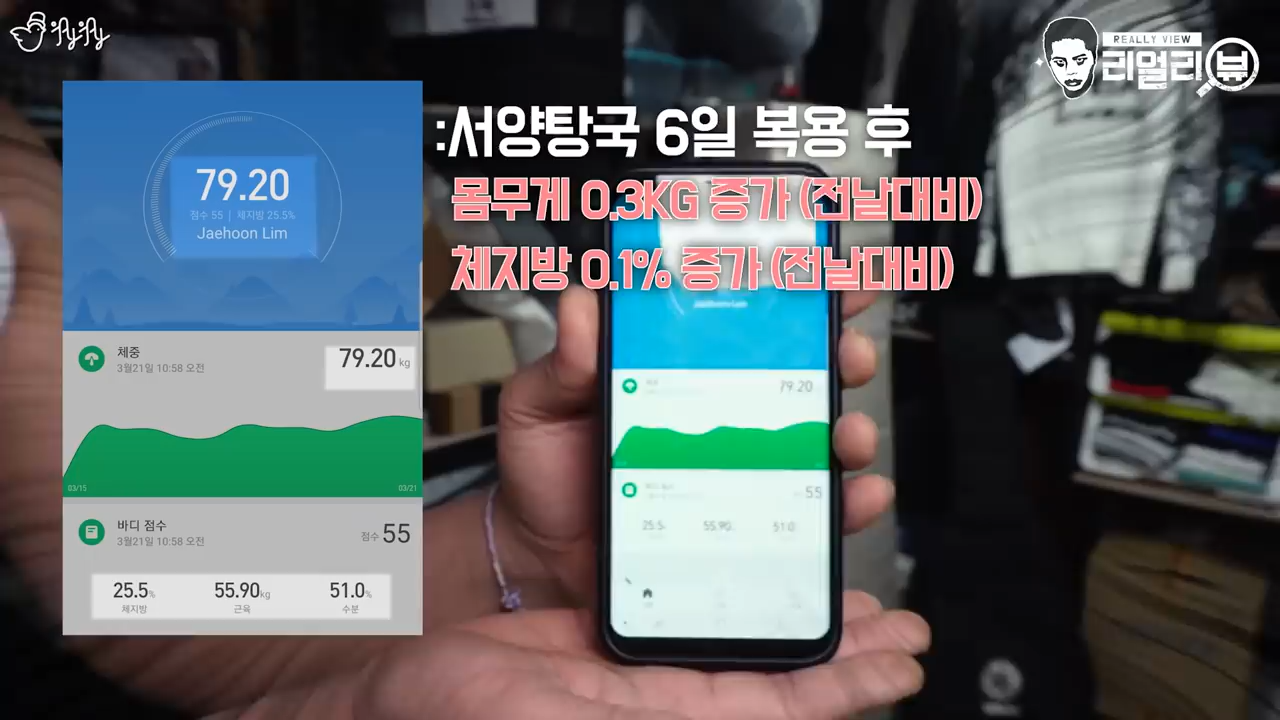 REALLY VIEW
리얼리뷰
:서양탕국 6일 복용 후
몸무게 0.3KG 증가 (전날대비)
체지방 0.1% 증가 (전날대비)
79.20
점수 55 | 체지방 25.5%
Jaehoon Lim
체중
3월21일 10:58 오전
79.20 kg
03/15
03/21
바디 점수
3월21일 10:58 오전
점수 55
25.5%
55.90kg
51.0%
체지방
근육
수분
Jaehoon Lim
79.20
55
25.5
55.90
51.0